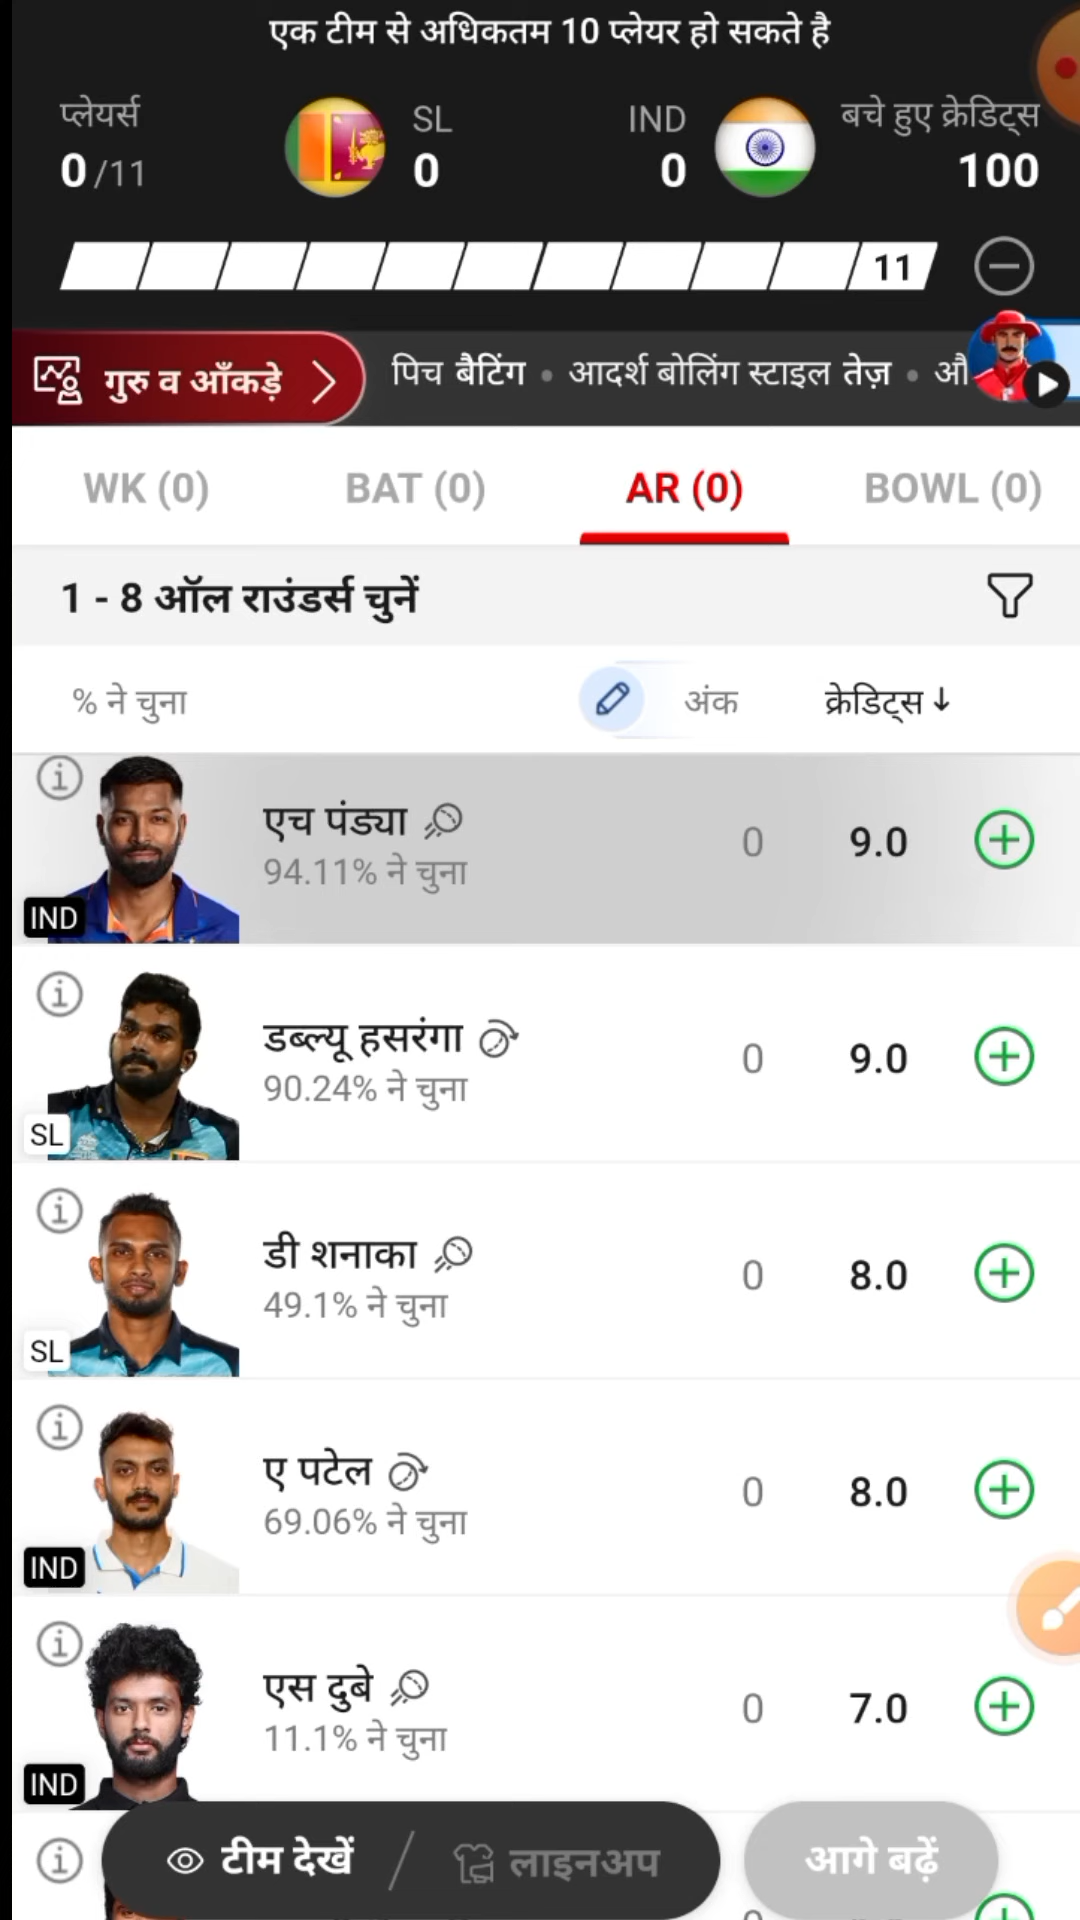 एक टीम से अधिकतम 10 प्लेयर हो सकते है
प्लेयर्स SL IND बचे हुए क्रेडिट्स
0/11 0 0 100
11
गुरु व आँकड़े पिच बैटिंग • आदर्श बोलिंग स्टाइल तेज़ • औ
WK (0) BAT (0) AR (0) BOWL (0)
1 - 8 ऑल राउंडर्स चुनें
% ने चुना अंक क्रेडिट्स ↓
एच पंड्या
94.11% ने चुना
0 9.0
IND
डब्ल्यू हसरंगा
90.24% ने चुना
0 9.0
SL
डी शनाका
49.1% ने चुना
0 8.0
SL
ए पटेल
69.06% ने चुना
0 8.0
IND
एस दुबे
11.1% ने चुना
0 7.0
IND
टीम देखें / लाइनअप आगे बढ़ें